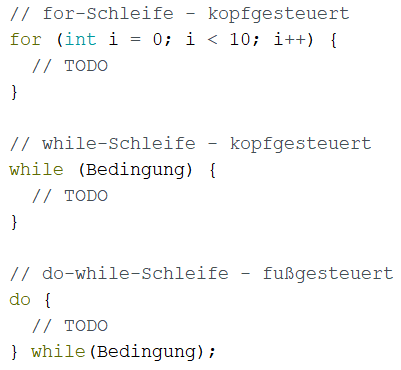 // for-Schleife - kopfgesteuert
for (int i = 0; i < 10; i++) {
  // TODO
}

// while-Schleife - kopfgesteuert
while (Bedingung) {
  // TODO
}

// do-while-Schleife - fußgesteuert
do {
  // TODO
} while(Bedingung);